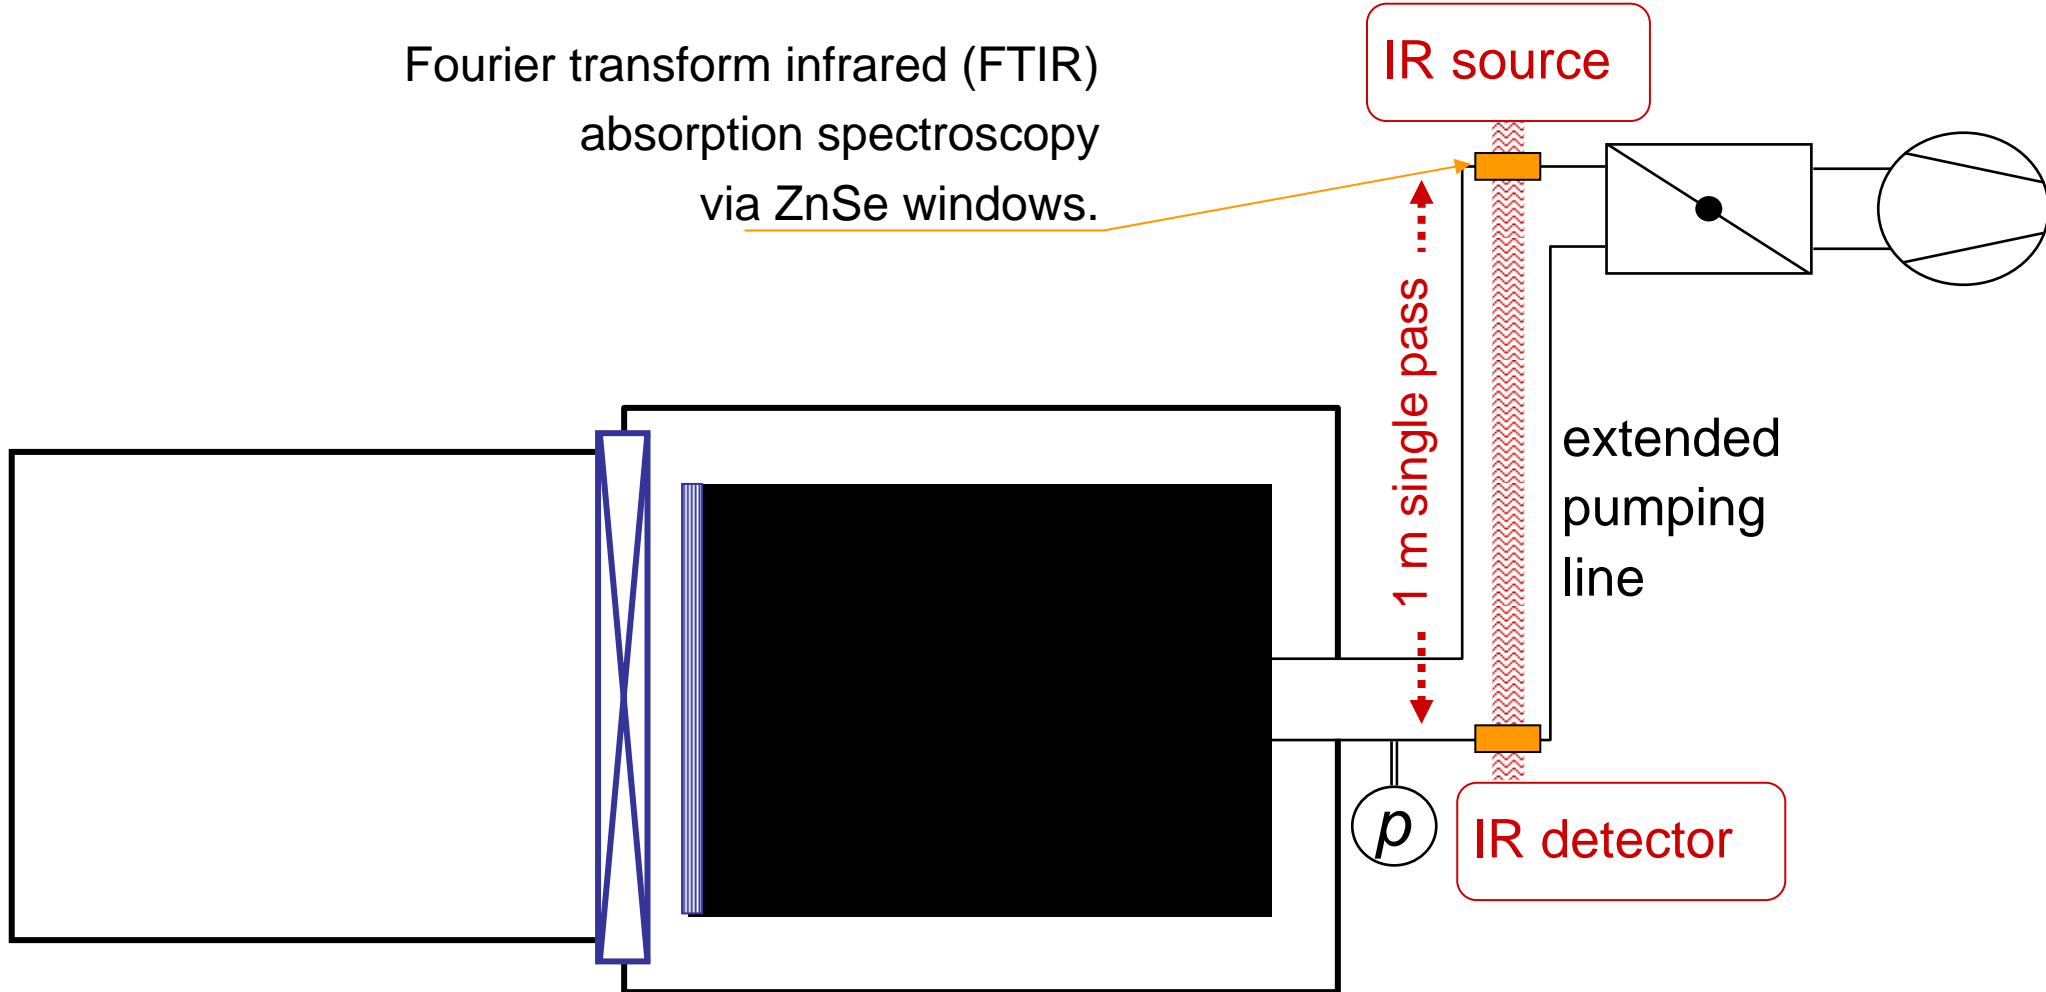 Fourier transform infrared (FTIR)
absorption spectroscopy
via ZnSe windows.
IR source
1 m single pass
extended
pumping
line
p
IR detector